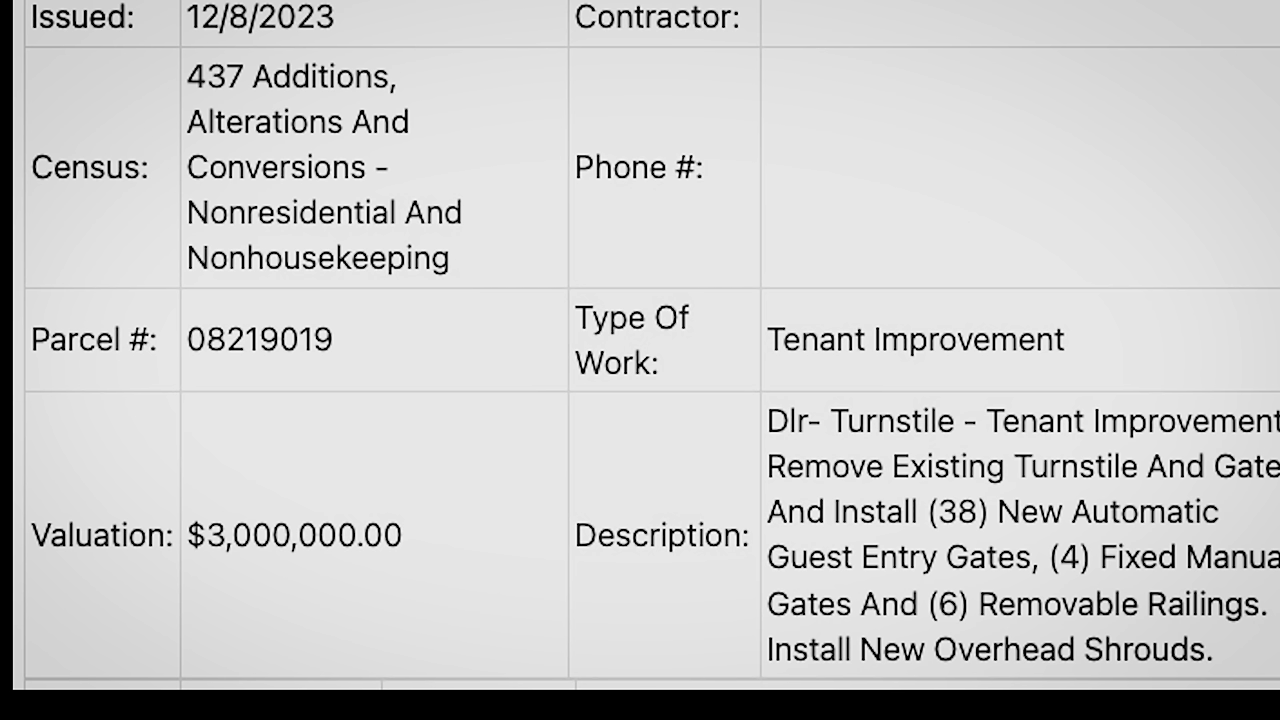 Issued: 12/8/2023 Contractor:
437 Additions,
Alterations And
Census: Conversions - Phone #:
Nonresidential And
Nonhousekeeping
Parcel #: 08219019 Type Of
Work: Tenant Improvement
Dlr- Turnstile - Tenant Improvement
Remove Existing Turnstile And Gate
And Install (38) New Automatic
Valuation: $3,000,000.00 Description:
Guest Entry Gates, (4) Fixed Manua
Gates And (6) Removable Railings.
Install New Overhead Shrouds.